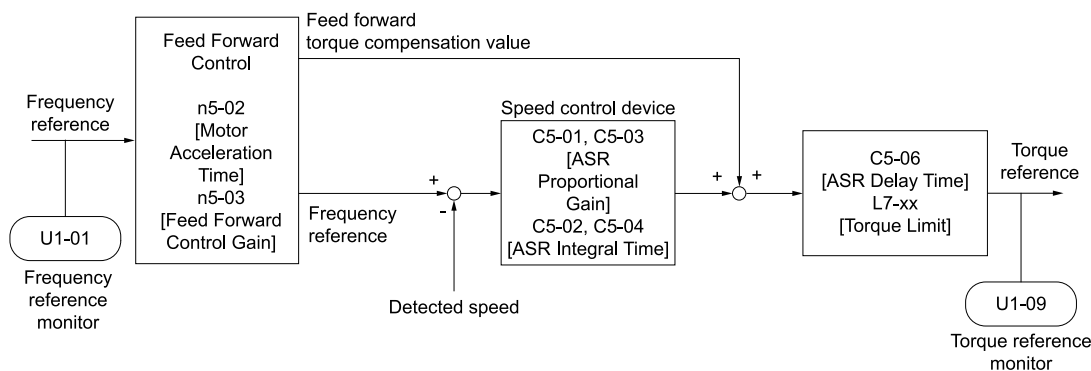 Feed forward
torque compensation value
Feed Forward
Control
n5-02
[Motor
Acceleration
Time]
n5-03
[Feed Forward
Control Gain]
Frequency
reference
U1-01
Frequency
reference
monitor
Frequency
reference
+
-
Detected speed
Speed control device
C5-01, C5-03
[ASR
Proportional
Gain]
C5-02, C5-04
[ASR Integral Time]
+
+
C5-06
[ASR Delay Time]
L7-xx
[Torque Limit]
Torque
reference
U1-09
Torque reference
monitor